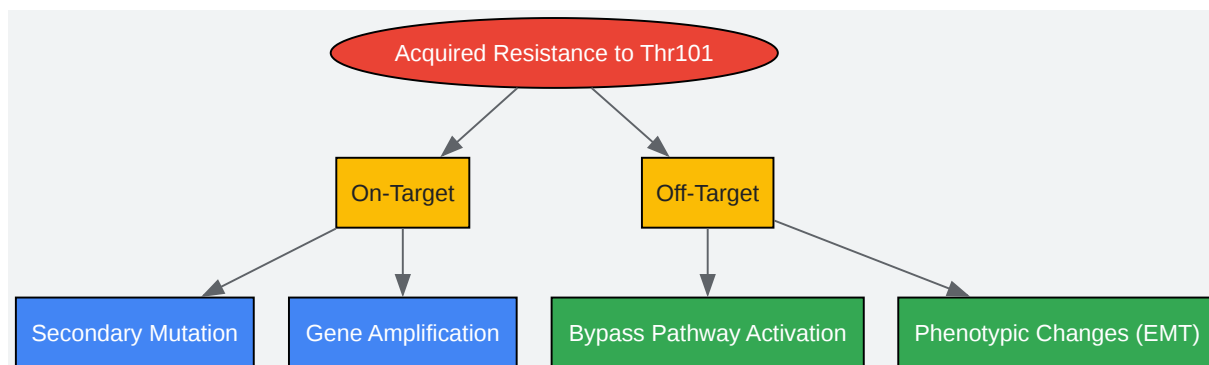 Acquired Resistance to Thr101
On-Target
Off-Target
Secondary Mutation
Gene Amplification
Bypass Pathway Activation
Phenotypic Changes (EMT)